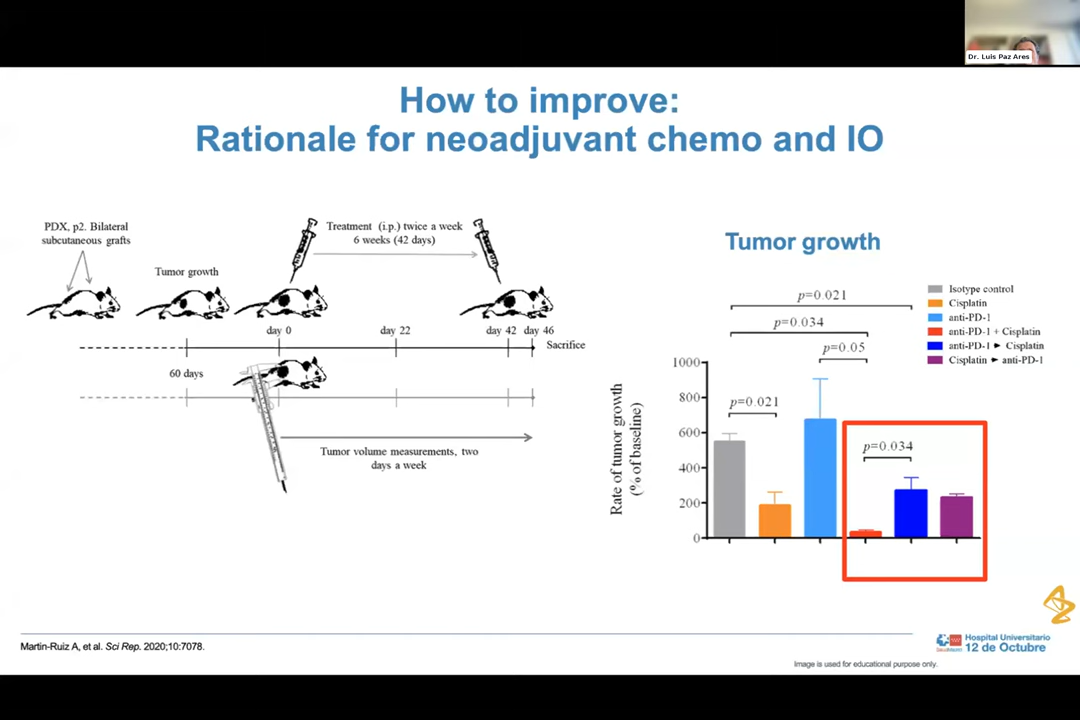 Dr. Luis Paz Ares
How to improve:
Rationale for neoadjuvant chemo and IO
PDX, p2. Bilateral
subcutaneous grafts
Tumor growth
Treatment (i.p.) twice a week
6 weeks (42 days)
day 0
day 22
day 42
day 46
Sacrifice
60 days
Tumor volume measurements, two
days a week
Tumor growth
Isotype control
Cisplatin
anti-PD-1
anti-PD-1 + Cisplatin
anti-PD-1 ► Cisplatin
Cisplatin ► anti-PD-1
p=0.021
p=0.034
p=0.05
p=0.021
p=0.034
Rate of tumor growth
(% of baseline)
1000
800
600
400
200
0
Martin-Ruiz A, et al. Sci Rep. 2020;10:7078.
Hospital Universitario
12 de Octubre
Image is used for educational purpose only.